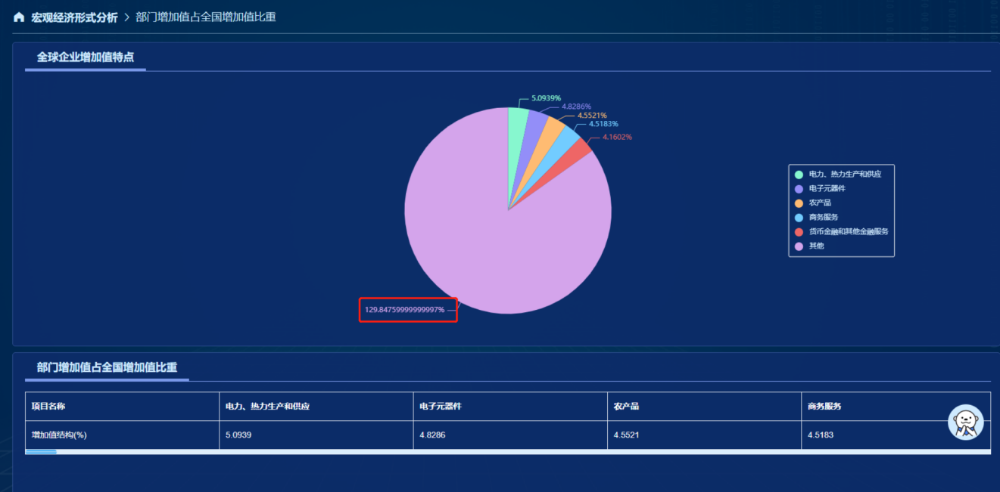 宏观经济形式分析 > 部门增加值占全国增加值比重
全球企业增加值特点
5.0939%
4.8286%
4.5521%
4.5183%
4.1602%
129.84759999999997%
电力、热力生产和供应
电子元器件
农产品
商务服务
货币金融和其他金融服务
其他
部门增加值占全国增加值比重
项目名称 电力、热力生产和供应 电子元器件 农产品 商务服务
增加值结构(%) 5.0939 4.8286 4.5521 4.5183